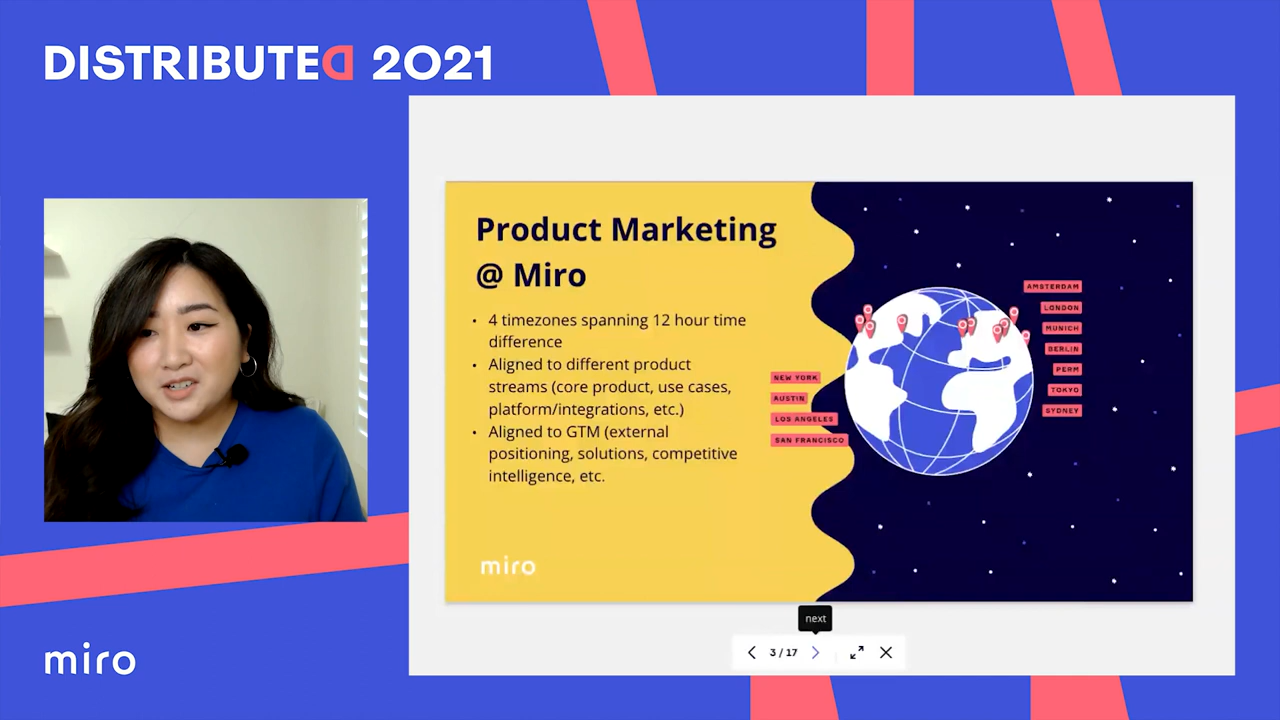 DISTRIBUTED 2021
Product Marketing
@ Miro
• 4 timezones spanning 12 hour time
difference
• Aligned to different product
streams (core product, use cases,
platform/integrations, etc.)
• Aligned to GTM (external
positioning, solutions, competitive
intelligence, etc.
miro
NEW YORK
AUSTIN
LOS ANGELES
SAN FRANCISCO
AMSTERDAM
LONDON
MUNICH
BERLIN
PERM
TOKYO
SYDNEY
next
3 / 17
miro